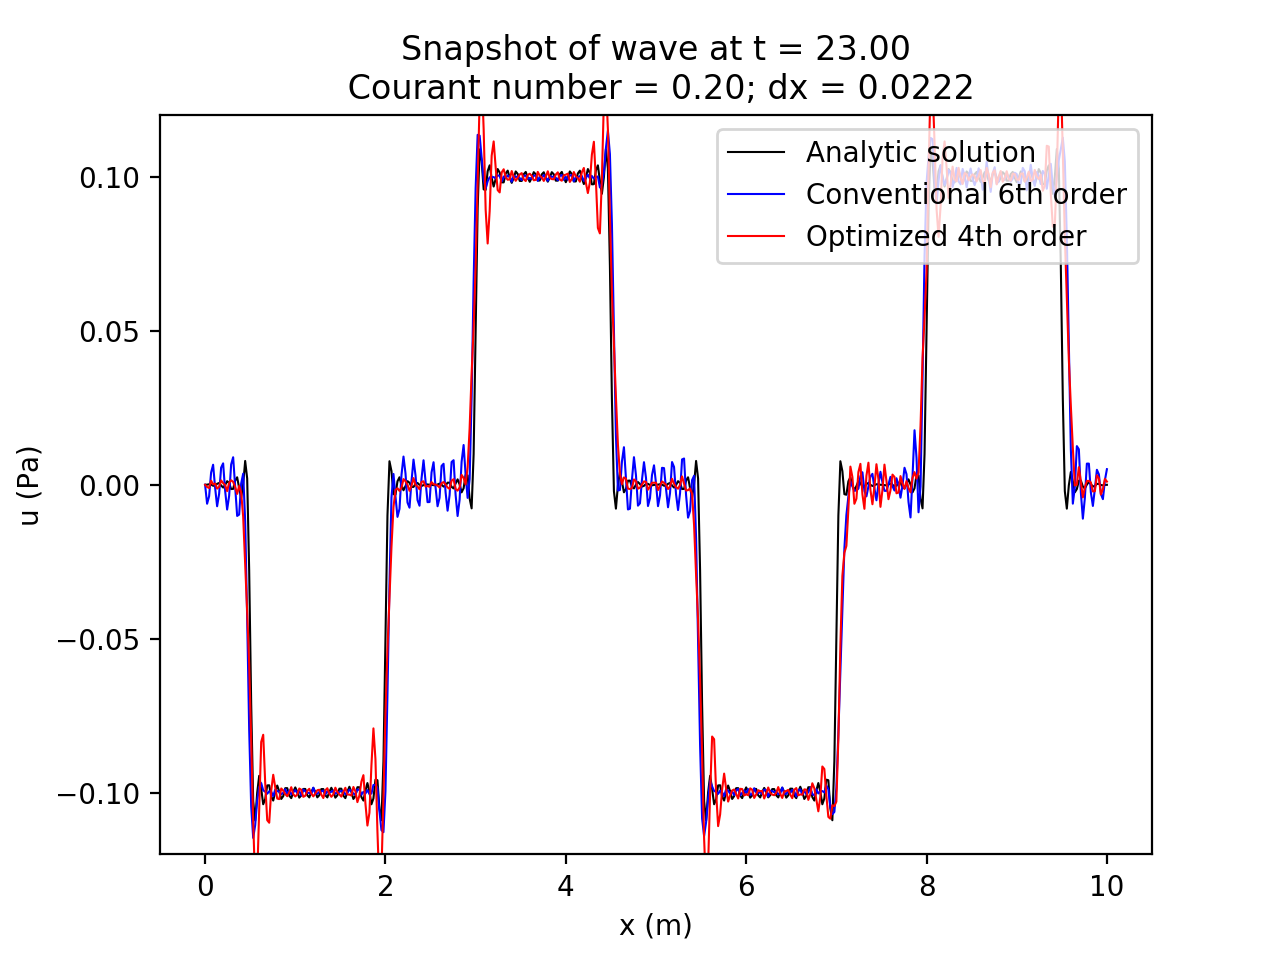 Snapshot of wave at t = 23.00
Courant number = 0.20; dx = 0.0222
Analytic solution
Conventional 6th order
Optimized 4th order
0.10
0.05
0.00
−0.05
−0.10
u (Pa)
0 2 4 6 8 10
x (m)